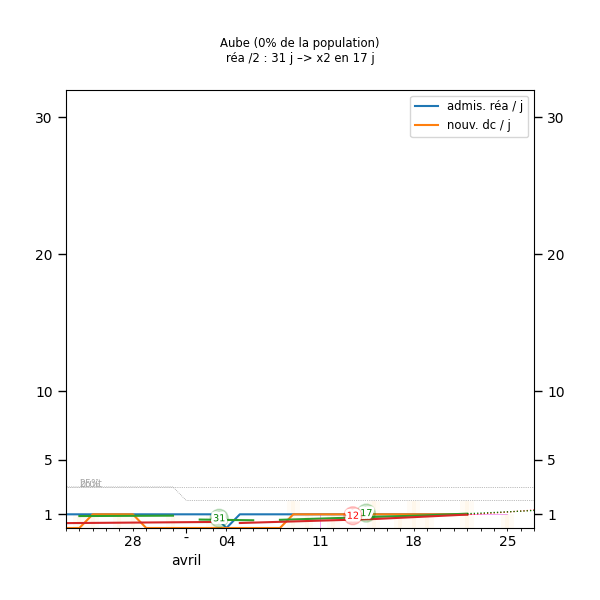 Aube (0% de la population)
réa /2 : 31 j –> x2 en 17 j
admis. réa / j
nouv. dc / j
30 30
20 20
10 10
5 5
1 1
31 12 17
28 - 04 11 18 25
avril